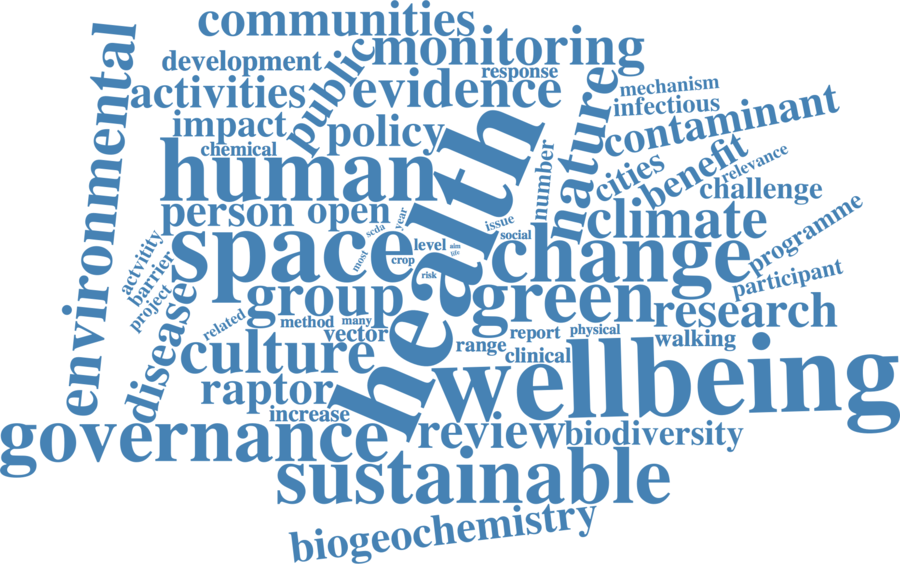 communities
monitoring
environmental
development
public
response
activities
evidence
nature
mechanism
infectious
impact
policy
contaminant
chemical
human
health
number
cities
benefit
relevance
challenge
person
open
year
issue
climate
scda
social
space
level
aim
life
change
programme
actvitity
barrier
project
most
crop
risk
participant
disease
group
green
research
related
method
many
vector
report
physical
culture
range
clinical
walking
raptor
wellbeing
increase
governance
review
biodiversity
sustainable
biogeochemistry